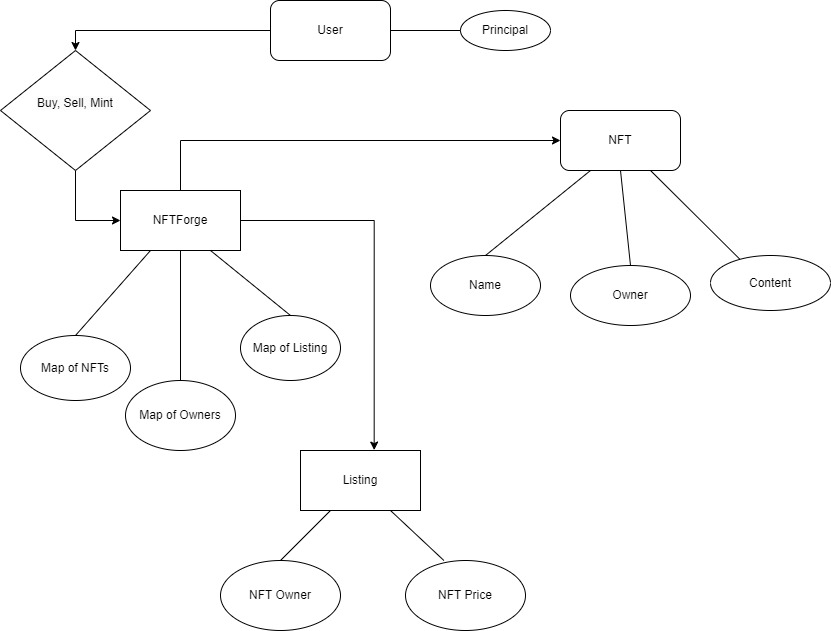 User
Principal
Buy, Sell, Mint
NFT
NFTForge
Name
Owner
Content
Map of Listing
Map of NFTs
Map of Owners
Listing
NFT Owner
NFT Price